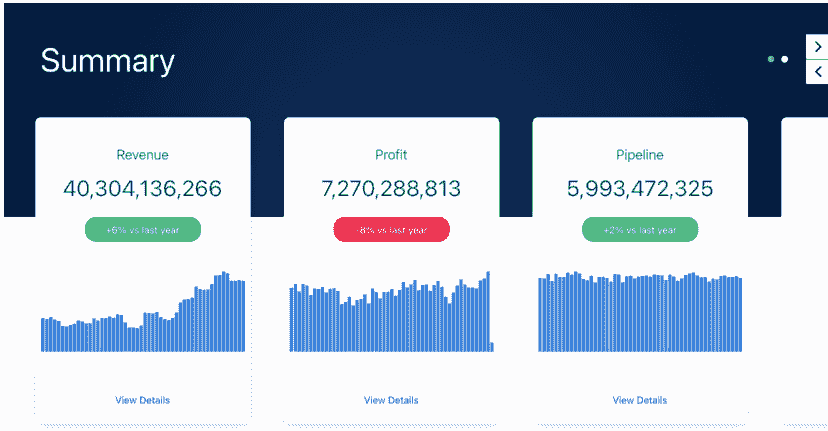 Summary
Revenue
40,304,136,266
+6% vs last year
View Details
Profit
7,270,288,813
-8% vs last year
View Details
Pipeline
5,993,472,325
+2% vs last year
View Details